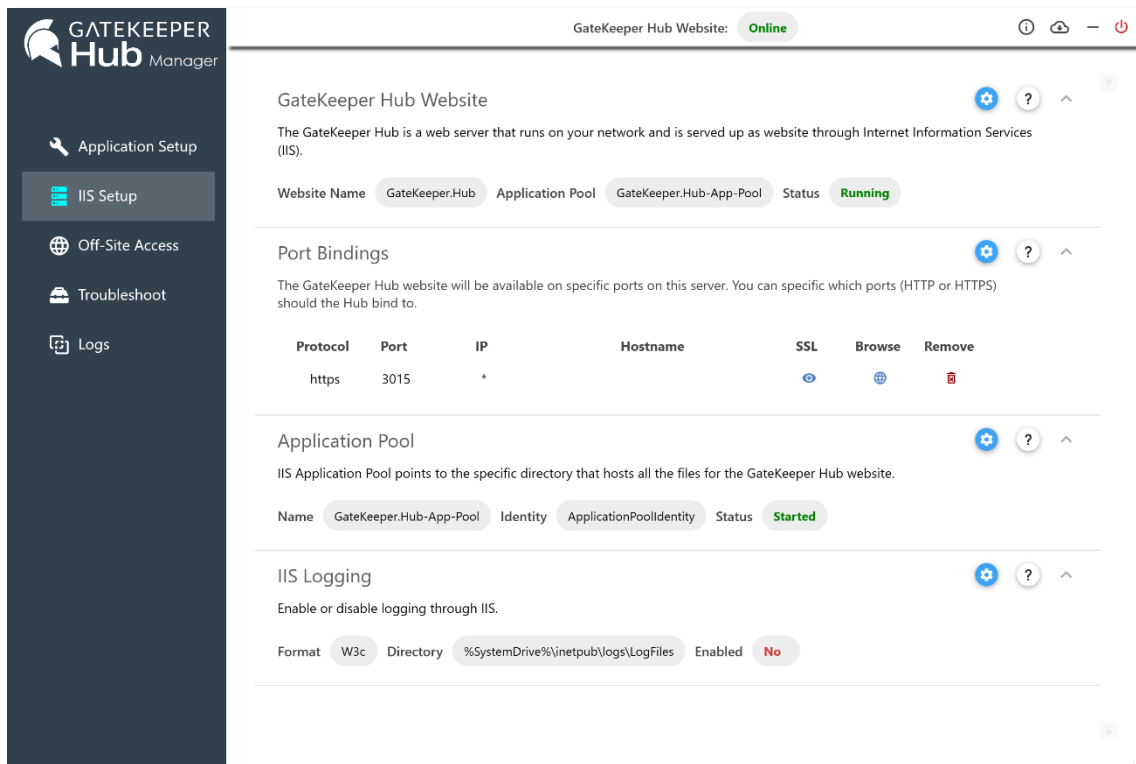 GATEKEEPER
Hub Manager
GateKeeper Hub Website: Online
Application Setup
IIS Setup
Off-Site Access
Troubleshoot
Logs
GateKeeper Hub Website
?
The GateKeeper Hub is a web server that runs on your network and is served up as website through Internet Information Services
(IIS).
Website Name GateKeeper.Hub Application Pool GateKeeper.Hub-App-Pool Status Running
Port Bindings
?
The GateKeeper Hub website will be available on specific ports on this server. You can specific which ports (HTTP or HTTPS)
should the Hub bind to.
Protocol Port IP Hostname SSL Browse Remove
https 3015 *
Application Pool
?
IIS Application Pool points to the specific directory that hosts all the files for the GateKeeper Hub website.
Name GateKeeper.Hub-App-Pool Identity ApplicationPoolIdentity Status Started
IIS Logging
?
Enable or disable logging through IIS.
Format W3c Directory %SystemDrive%\inetpub\logs\LogFiles Enabled No